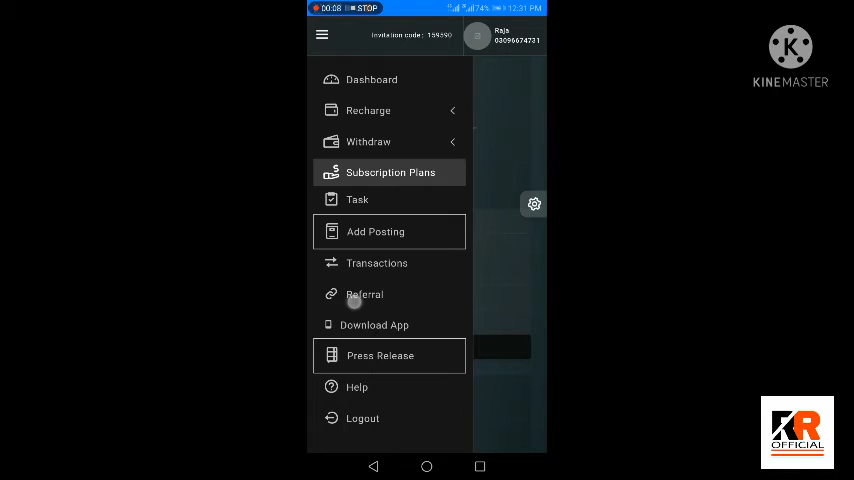 00:08 STOP 74% 12:31 PM
Invitation code: 159590
Raja
03096674731
Dashboard
Recharge
Withdraw
Subscription Plans
Task
Add Posting
Transactions
Referral
Download App
Press Release
Help
Logout
K
KINEMASTER
KR
OFFICIAL